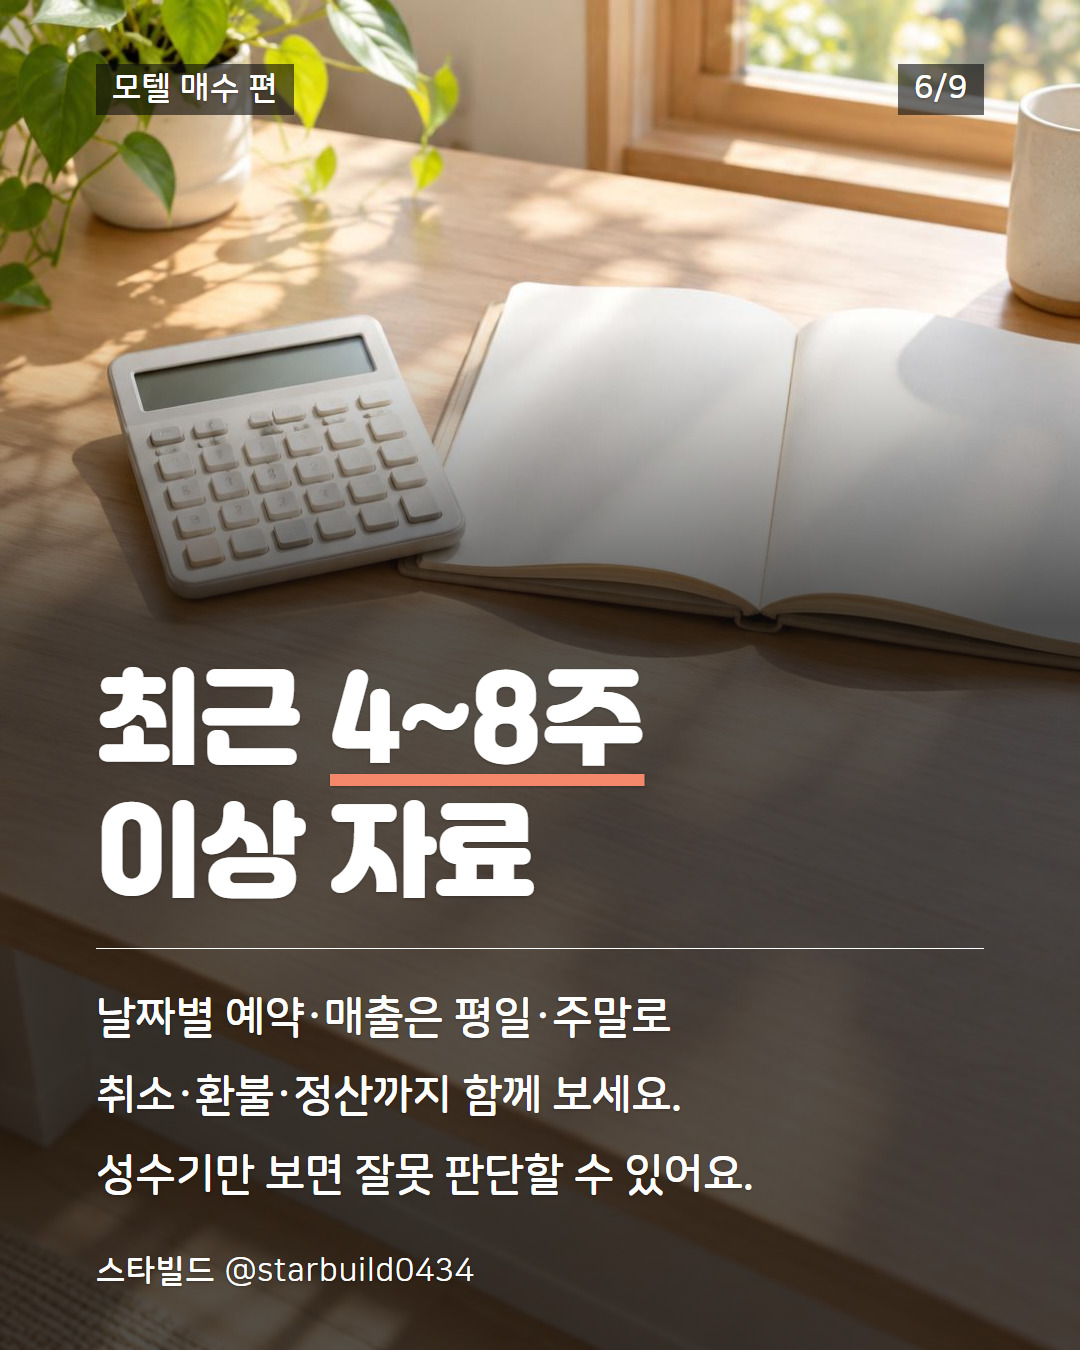 모텔 매수 편
6/9
최근 4~8주
이상 자료
날짜별 예약·매출은 평일·주말로
취소·환불·정산까지 함께 보세요.
성수기만 보면 잘못 판단할 수 있어요.
스타빌드 @starbuild0434